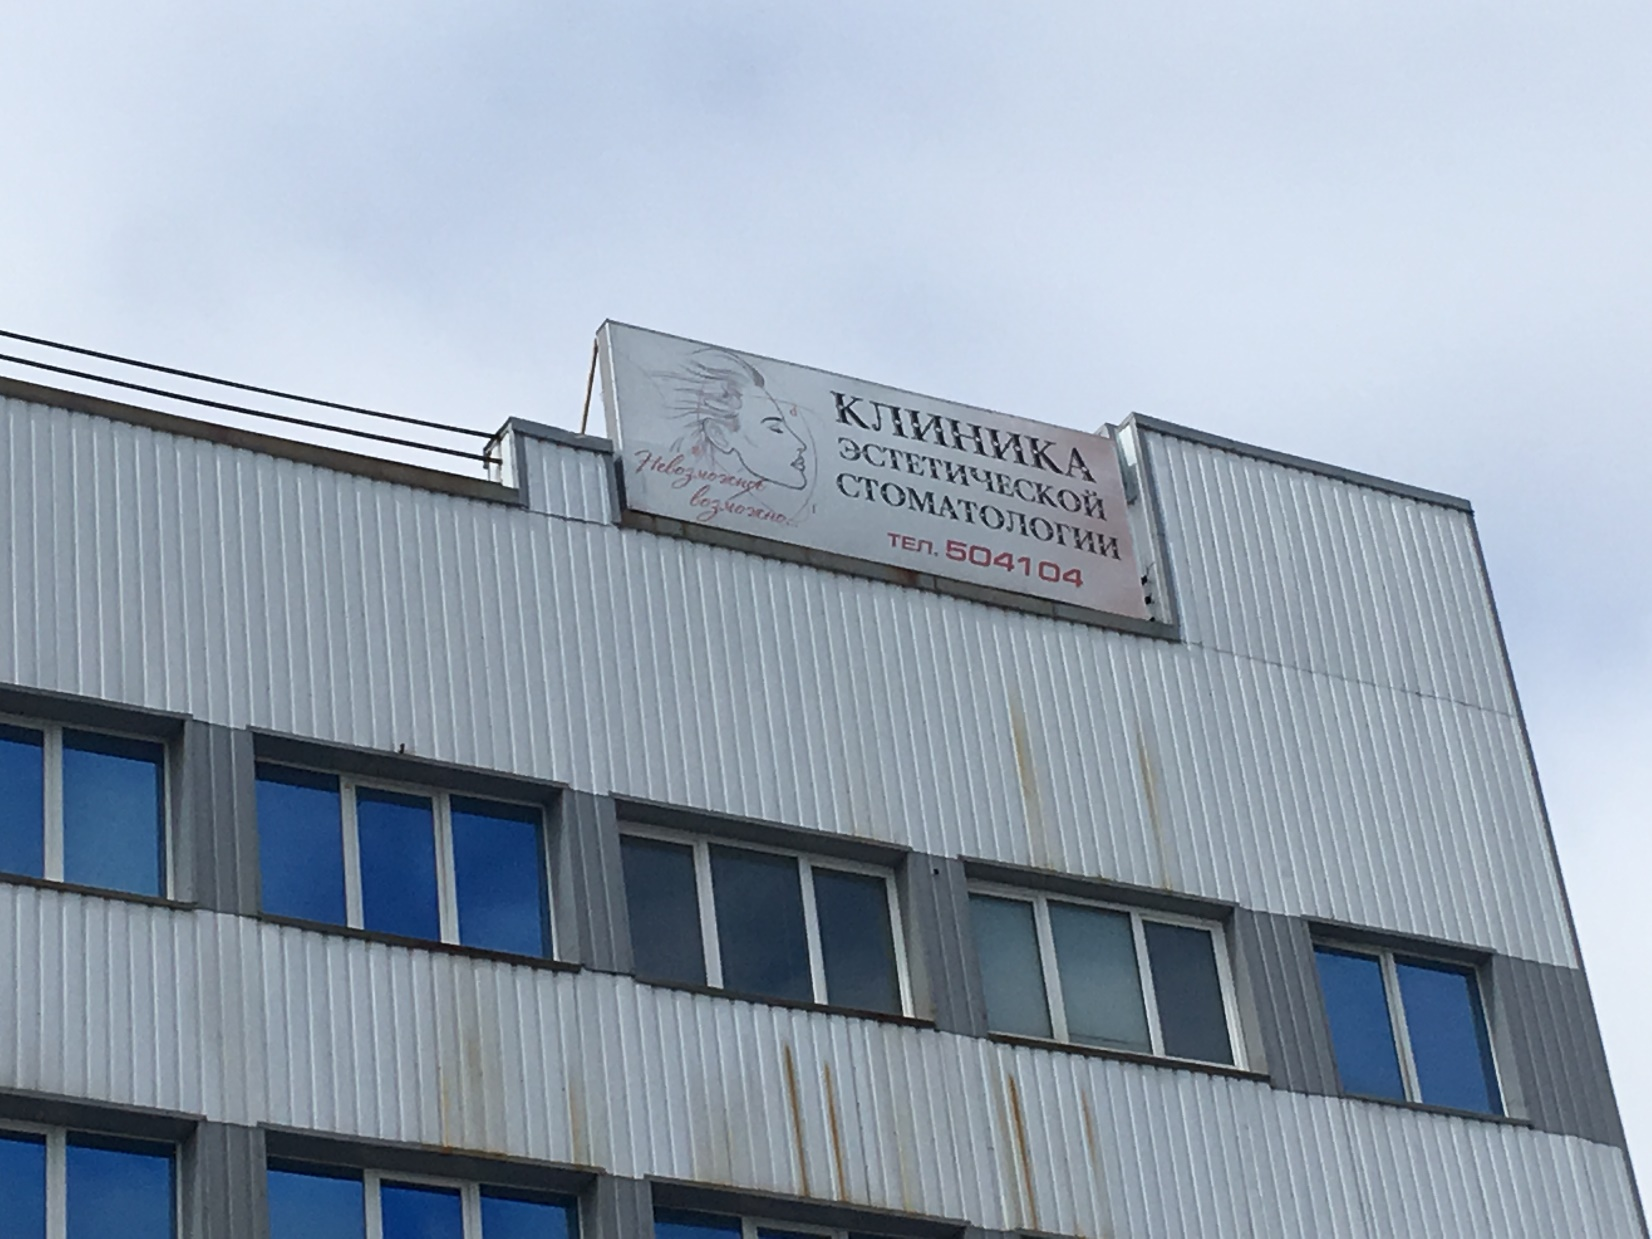 Невозможное
возможно...
КЛИНИКА
ЭСТЕТИЧЕСКОЙ
СТОМАТОЛОГИИ
ТЕЛ. 504104